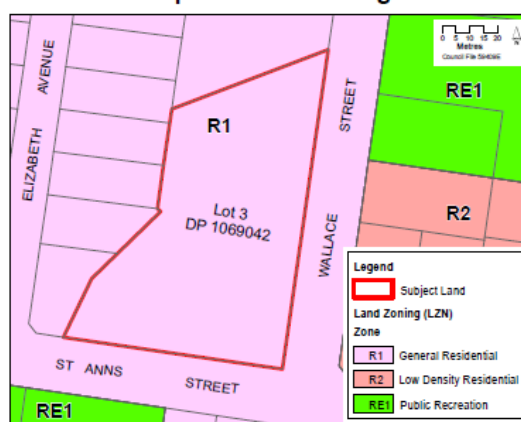 0 5 10 15 20
Metres
N
RE1
R1
AVENUE
ELIZABETH
STREET
WALLACE
Lot 3
DP 1069042
R2
Legend
Subject Land
Land Zoning (LZN)
Zone
R1 General Residential
R2 Low Density Residential
RE1 Public Recreation
ST ANNS STREET
RE1